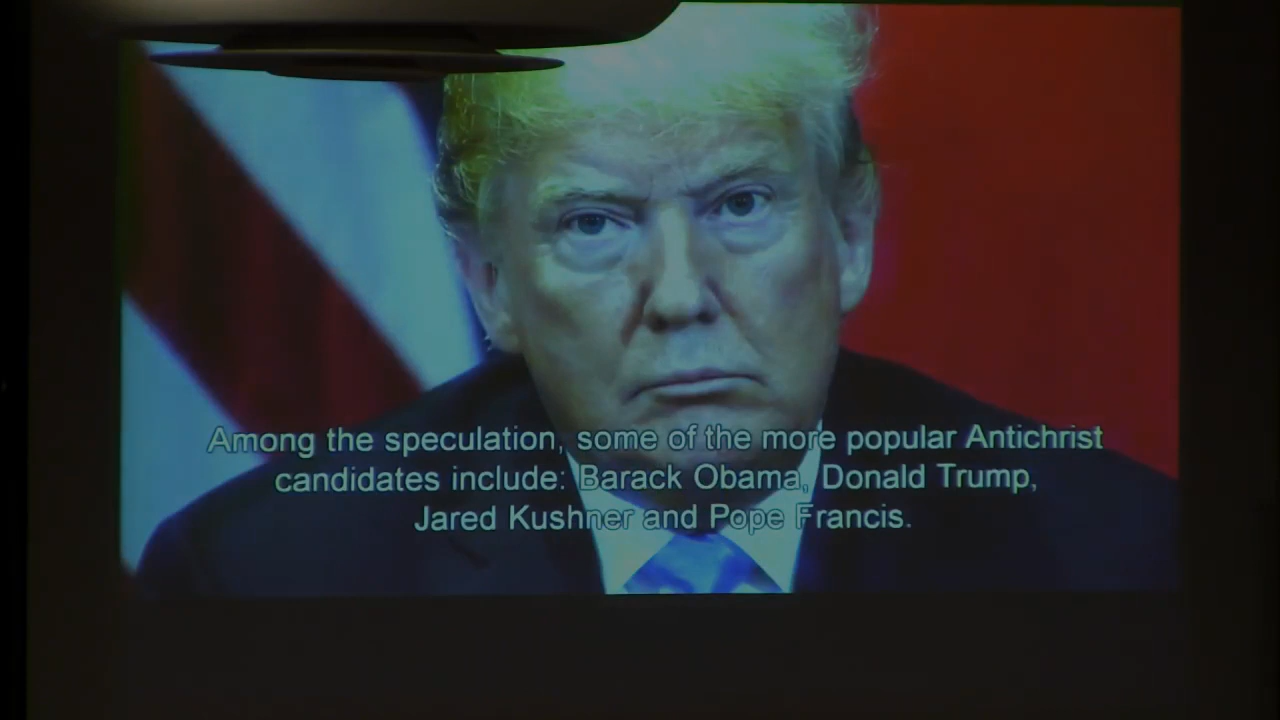 Among the speculation, some of the more popular Antichrist
candidates include: Barack Obama, Donald Trump,
Jared Kushner and Pope Francis.